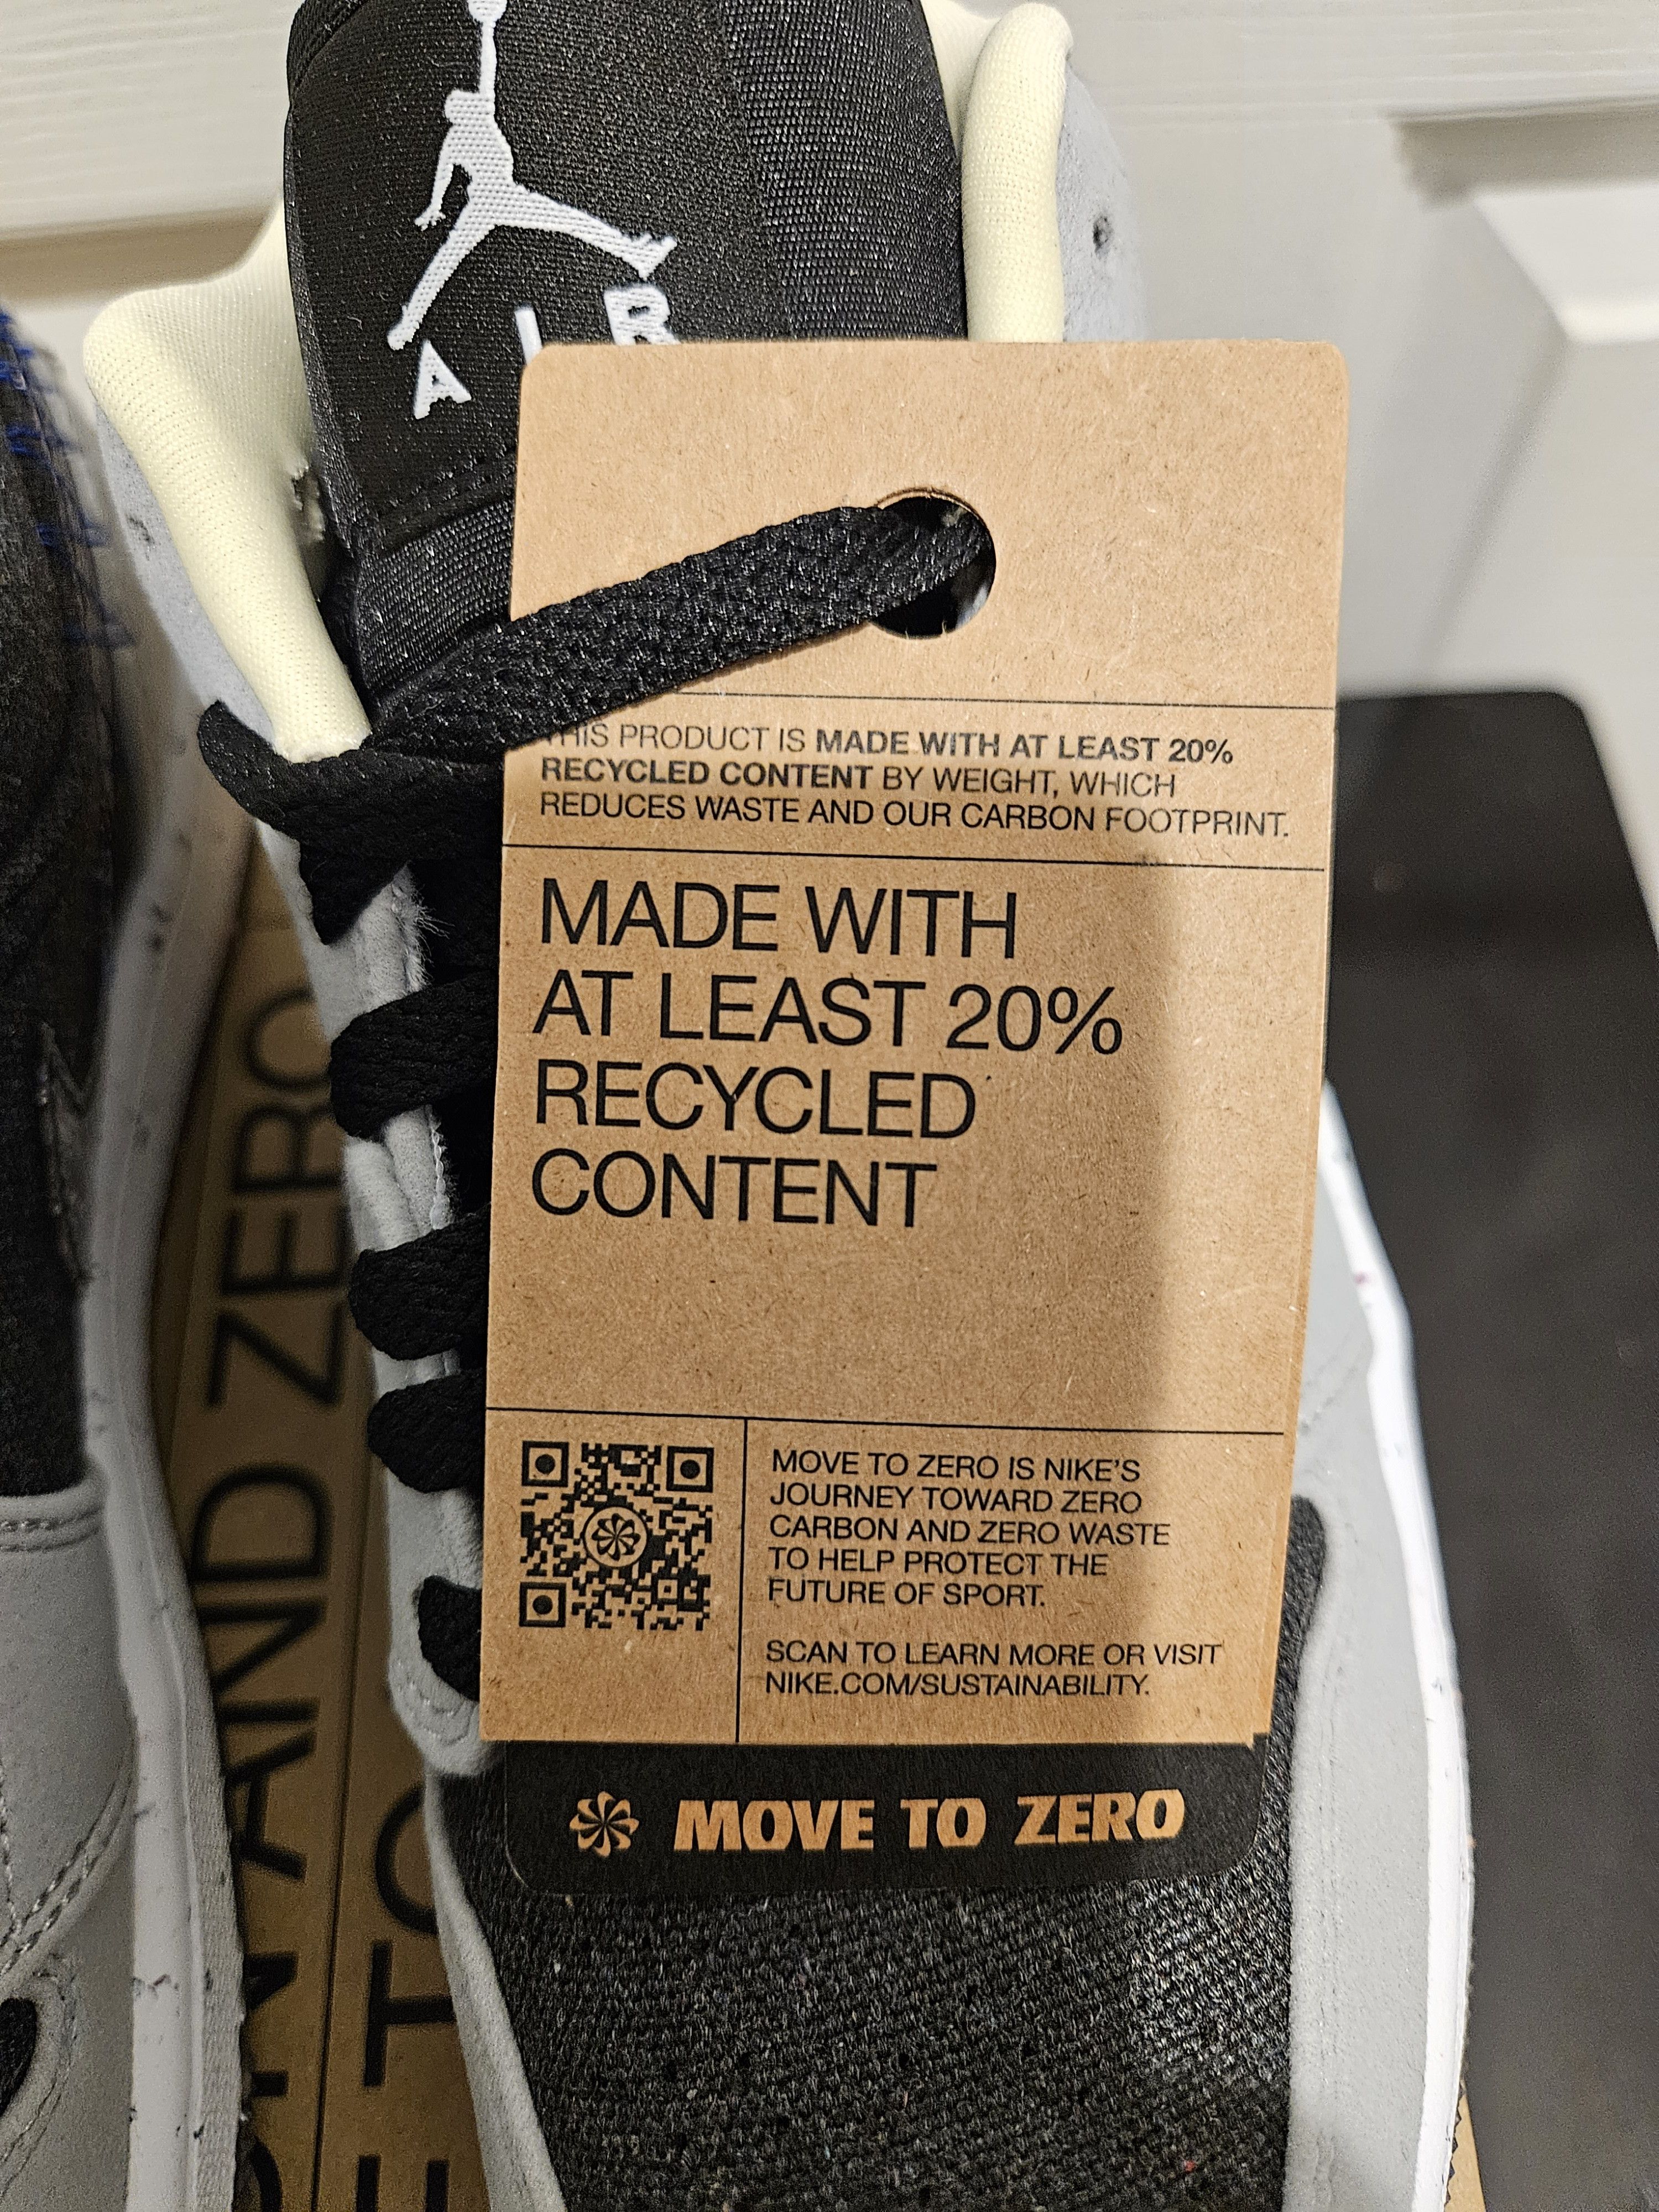 AIR
THIS PRODUCT IS MADE WITH AT LEAST 20%
RECYCLED CONTENT BY WEIGHT, WHICH
REDUCES WASTE AND OUR CARBON FOOTPRINT.
MADE WITH
AT LEAST 20%
RECYCLED
CONTENT
MOVE TO ZERO IS NIKE'S
JOURNEY TOWARD ZERO
CARBON AND ZERO WASTE
TO HELP PROTECT THE
FUTURE OF SPORT.
SCAN TO LEARN MORE OR VISIT
NIKE.COM/SUSTAINABILITY.
MOVE TO ZERO
AND ZERO
TO